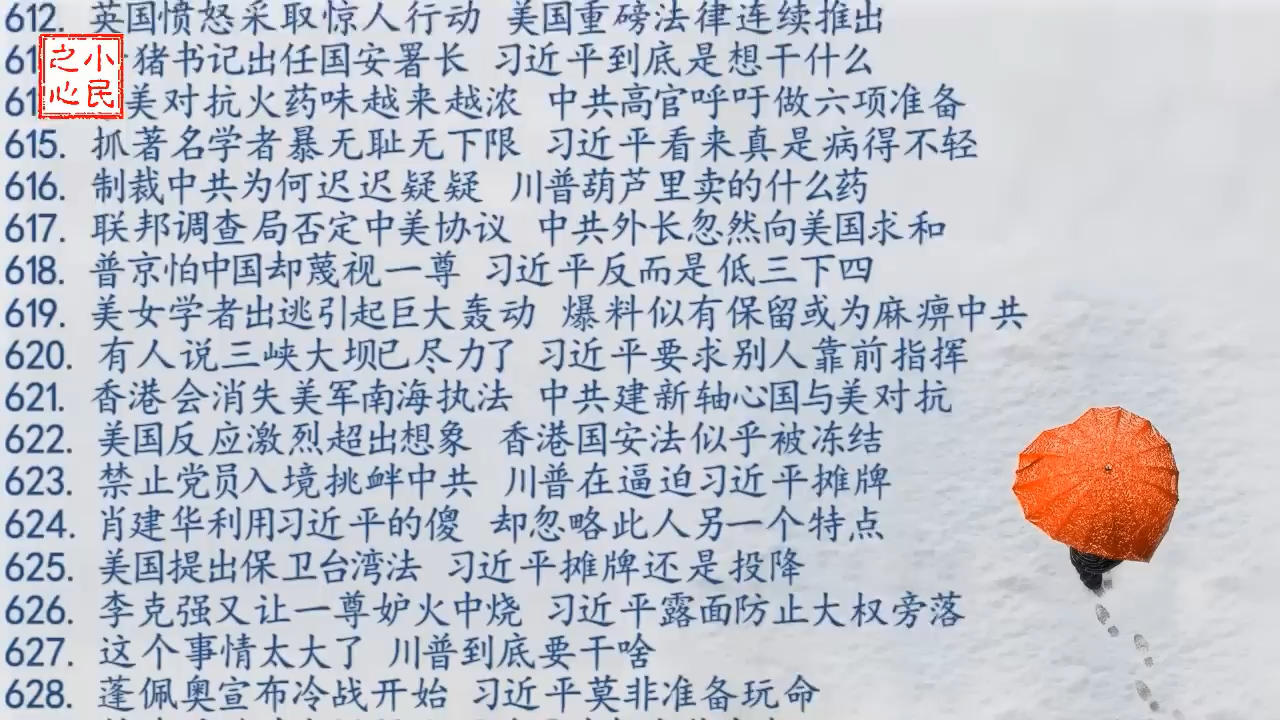 612. 英国愤怒采取惊人行动 美国重磅法律连续推出
61 猪书记出任国安署长 习近平到底是想干什么
61 美对抗火药味越来越浓 中共高官呼吁做六项准备
小民之心
615. 抓著名学者暴无耻无下限 习近平看来真是病得不轻
616. 制裁中共为何迟迟疑疑 川普葫芦里卖的什么药
617. 联邦调查局否定中美协议 中共外长忽然向美国求和
618. 普京怕中国却蔑视一尊 习近平反而是低三下四
619. 美女学者出逃引起巨大轰动 爆料似有保留或为麻痹中共
620. 有人说三峡大坝已尽力了 习近平要求别人靠前指挥
621. 香港会消失美军南海执法 中共建新轴心国与美对抗
622. 美国反应激烈超出想象 香港国安法似乎被冻结
623. 禁止党员入境挑衅中共 川普在逼迫习近平摊牌
624. 肖建华利用习近平的傻 却忽略此人另一个特点
625. 美国提出保卫台湾法 习近平摊牌还是投降
626. 李克强又让一尊妒火中烧 习近平露面防止大权旁落
627. 这个事情太大了 川普到底要干啥
628. 蓬佩奥宣布冷战开始 习近平莫非准备玩命